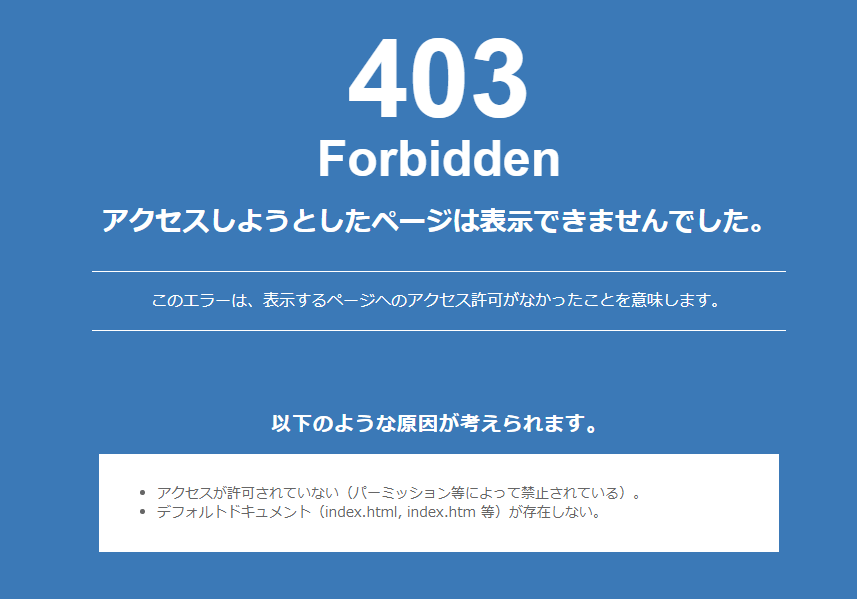 403
Forbidden
アクセスしようとしたページは表示できませんでした。
このエラーは、表示するページへのアクセス許可がなかったことを意味します。
以下のような原因が考えられます。
• アクセスが許可されていない（パーミッション等によって禁止されている）。
• デフォルトドキュメント（index.html, index.htm 等）が存在しない。